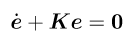 ė + Ke = 0